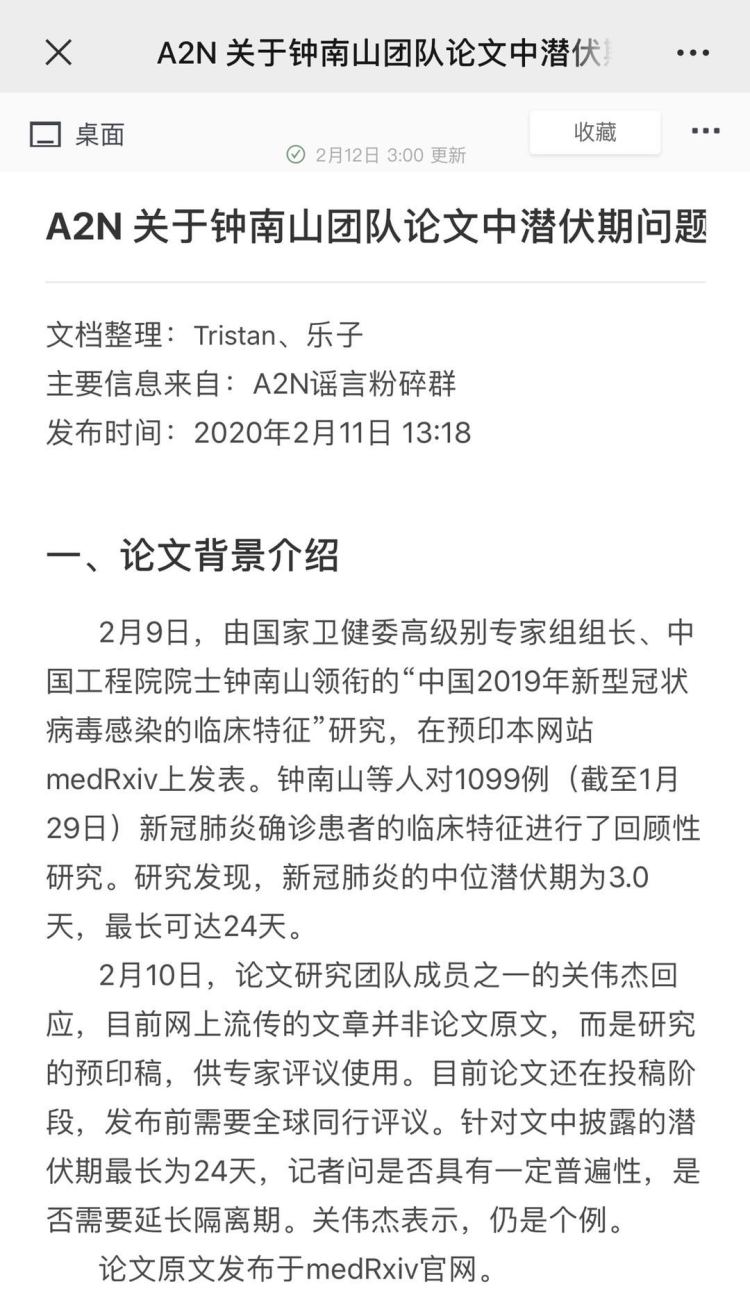 A2N 关于钟南山团队论文中潜伏
桌面
收藏
2月12日 3:00 更新
A2N 关于钟南山团队论文中潜伏期问题
文档整理：Tristan、乐子
主要信息来自：A2N谣言粉碎群
发布时间：2020年2月11日 13:18
一、论文背景介绍
2月9日，由国家卫健委高级别专家组组长、中
国工程院院士钟南山领衔的“中国2019年新型冠状
病毒感染的临床特征”研究，在预印本网站
medRxiv上发表。钟南山等人对1099例（截至1月
29日）新冠肺炎确诊患者的临床特征进行了回顾性
研究。研究发现，新冠肺炎的中位潜伏期为3.0
天，最长可达24天。
2月10日，论文研究团队成员之一的关伟杰回
应，目前网上流传的文章并非论文原文，而是研究
的预印稿，供专家评议使用。目前论文还在投稿阶
段，发布前需要全球同行评议。针对文中披露的潜
伏期最长为24天，记者问是否具有一定普遍性，是
否需要延长隔离期。关伟杰表示，仍是个例。
论文原文发布于medRxiv官网。